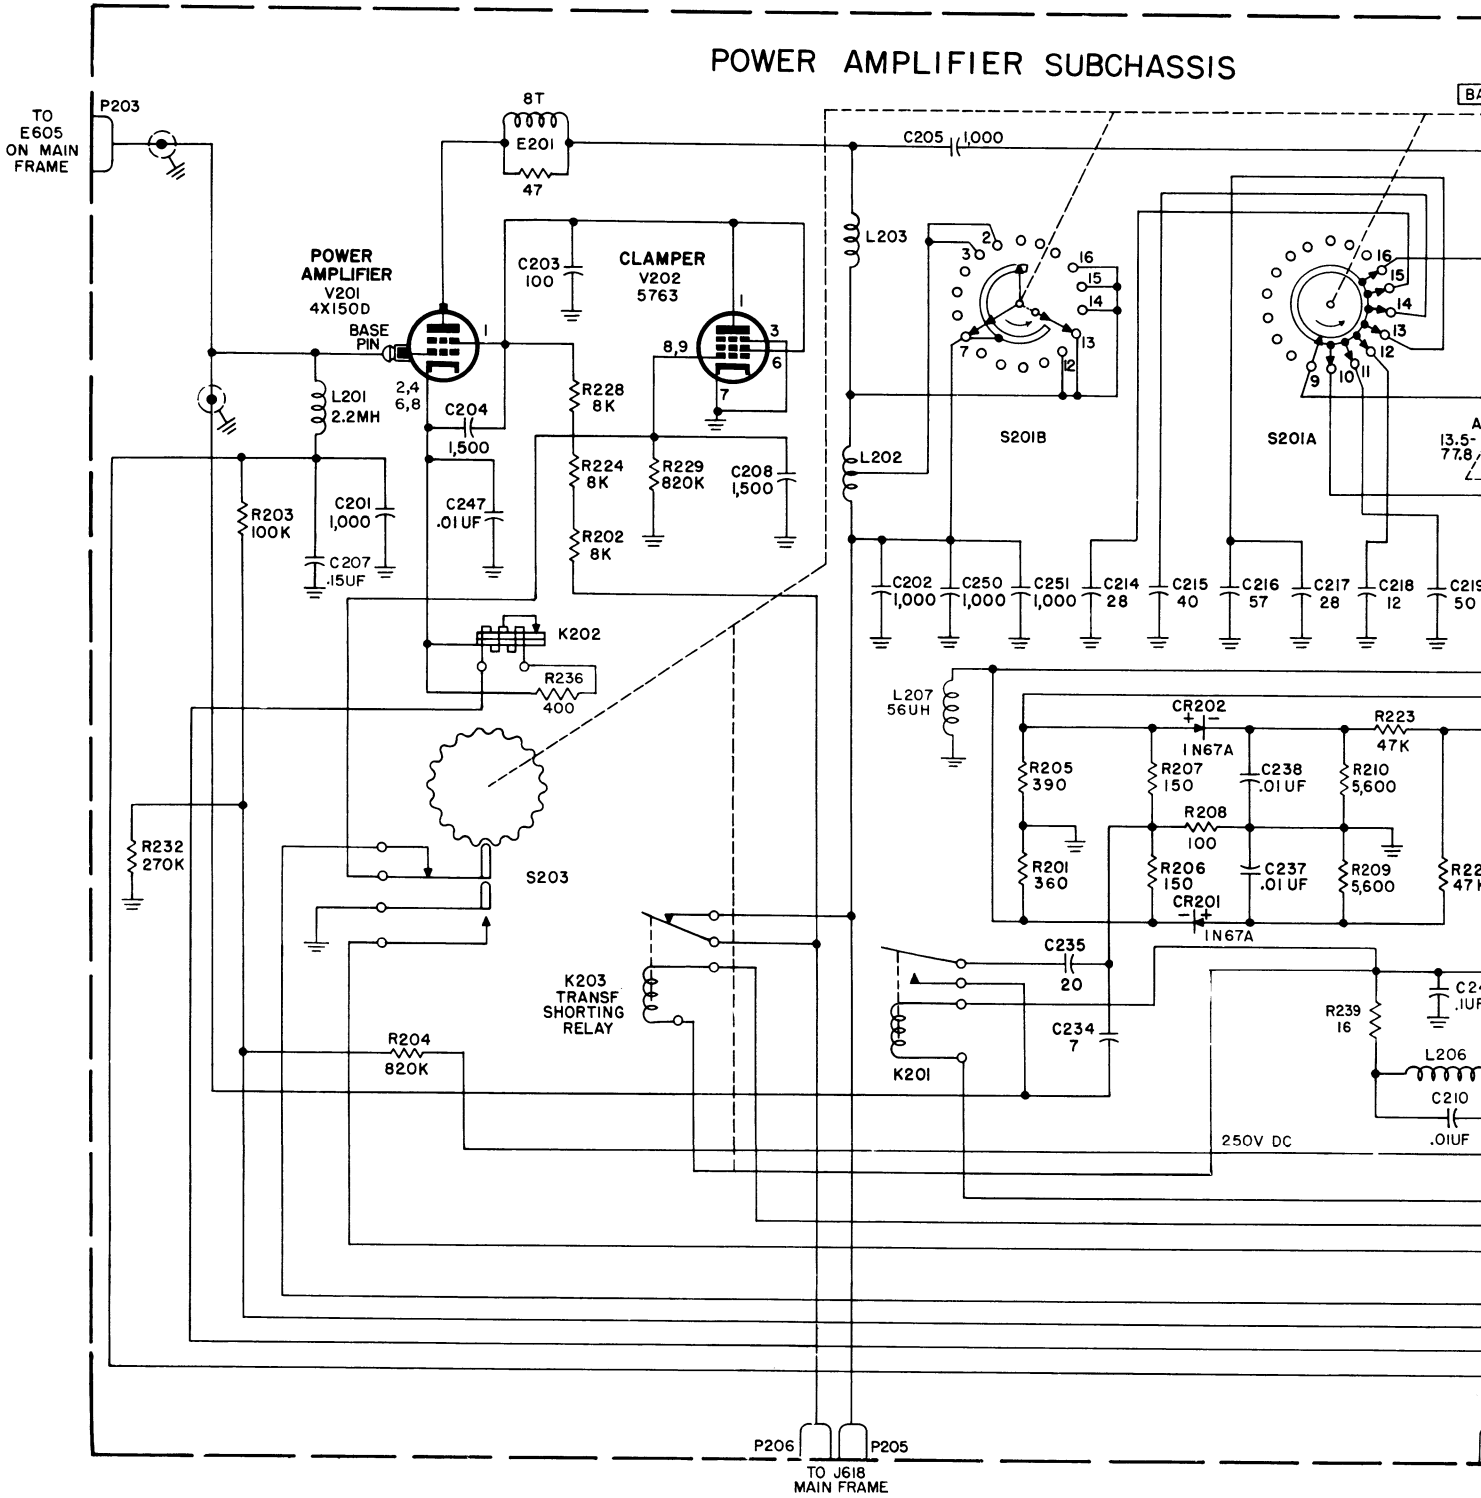 POWER AMPLIFIER SUBCHASSIS
P203
TO
E605
ON MAIN
FRAME
8T
E201
47
C205
1,000
POWER
AMPLIFIER
V201
4X150D
BASE
PIN
1
2,4
6,8
C203
100
CLAMPER
V202
5763
1
3
6
8,9
7
L203
2
3
16
15
14
13
12
7
S201B
16
15
14
13
12
11
10
9
S201A
13.5-
77.8
L201
2.2MH
C204
1,500
R228
8K
R224
8K
R202
8K
R229
820K
C208
1,500
L202
R203
100K
C201
1,000
C207
.15UF
C247
.01UF
C202
1,000
C250
1,000
C251
1,000
C214
28
C215
40
C216
57
C217
28
C218
12
C219
50
K202
R236
400
L207
56UH
CR202
+ -
1N67A
R223
47K
R205
390
R207
150
C238
.01UF
R210
5,600
R208
100
R201
360
R206
150
C237
.01UF
R209
5,600
47K
CR201
- +
1N67A
R232
270K
S203
K203
TRANSF
SHORTING
RELAY
C235
20
C234
7
K201
R239
16
.1UF
L206
C210
.01UF
R204
820K
250V DC
P206
P205
TO J618
MAIN FRAME